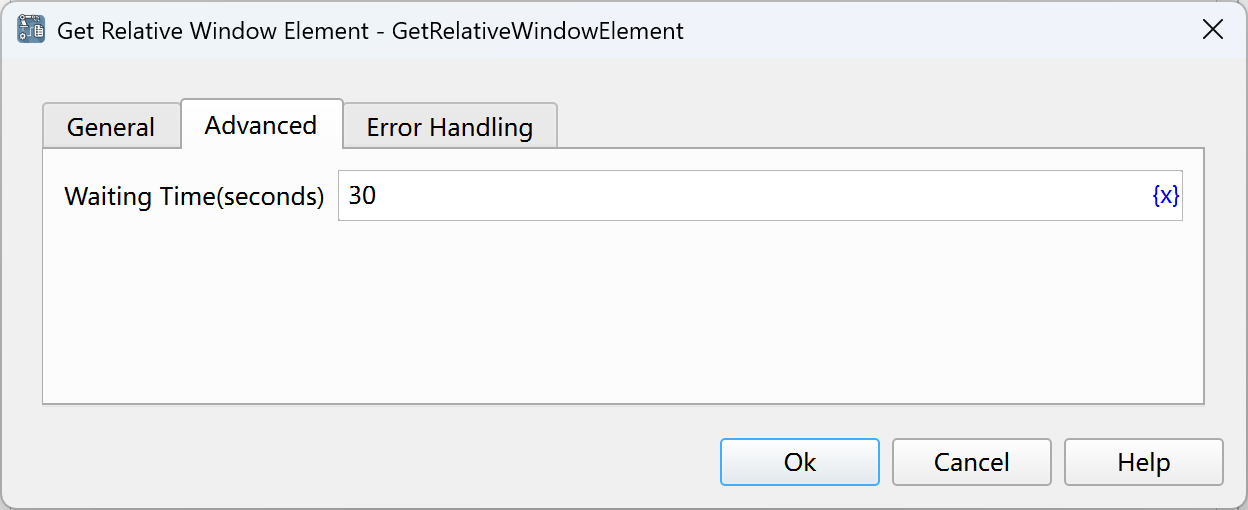 Get Relative Window Element - GetRelativeWindowElement
General
Advanced
Error Handling
Waiting Time(seconds)
30
{x}
Ok
Cancel
Help